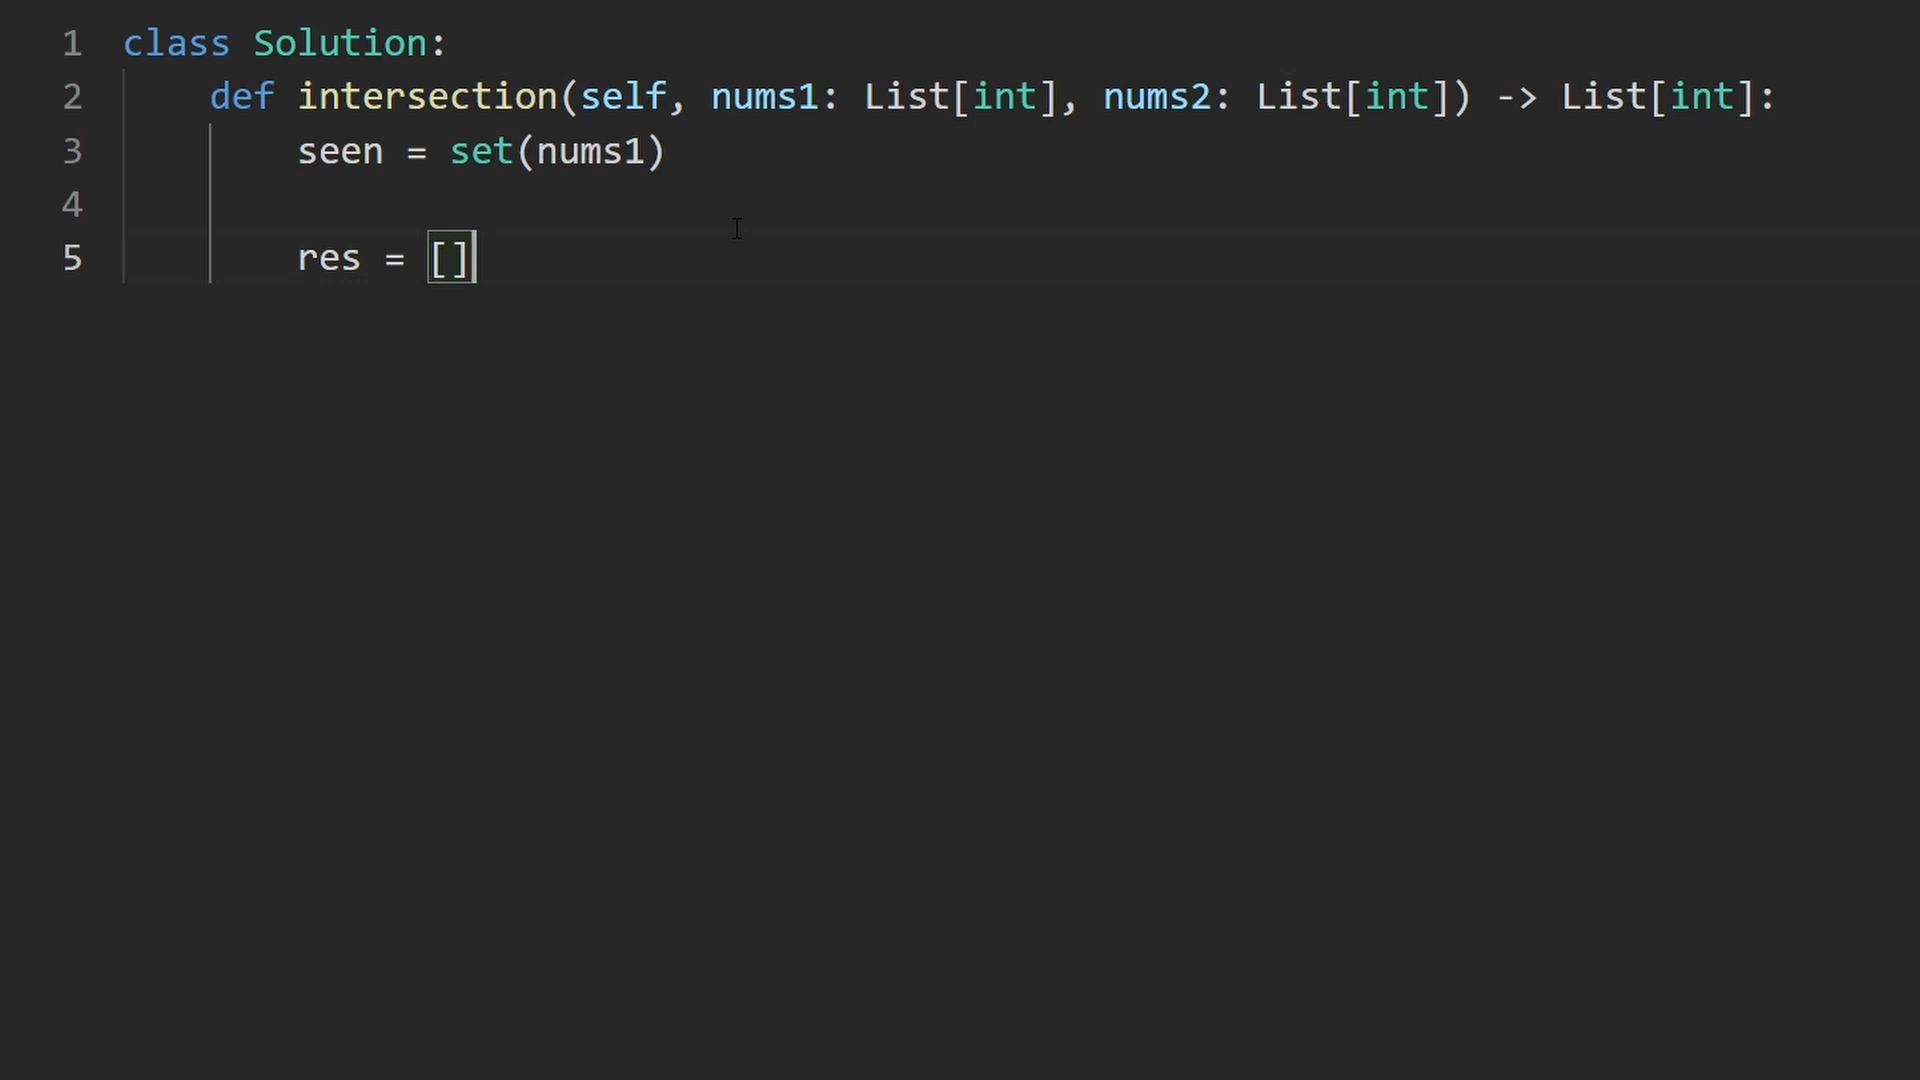 1 class Solution:
2 def intersection(self, nums1: List[int], nums2: List[int]) -> List[int]:
3 seen = set(nums1)
4
5 res = []